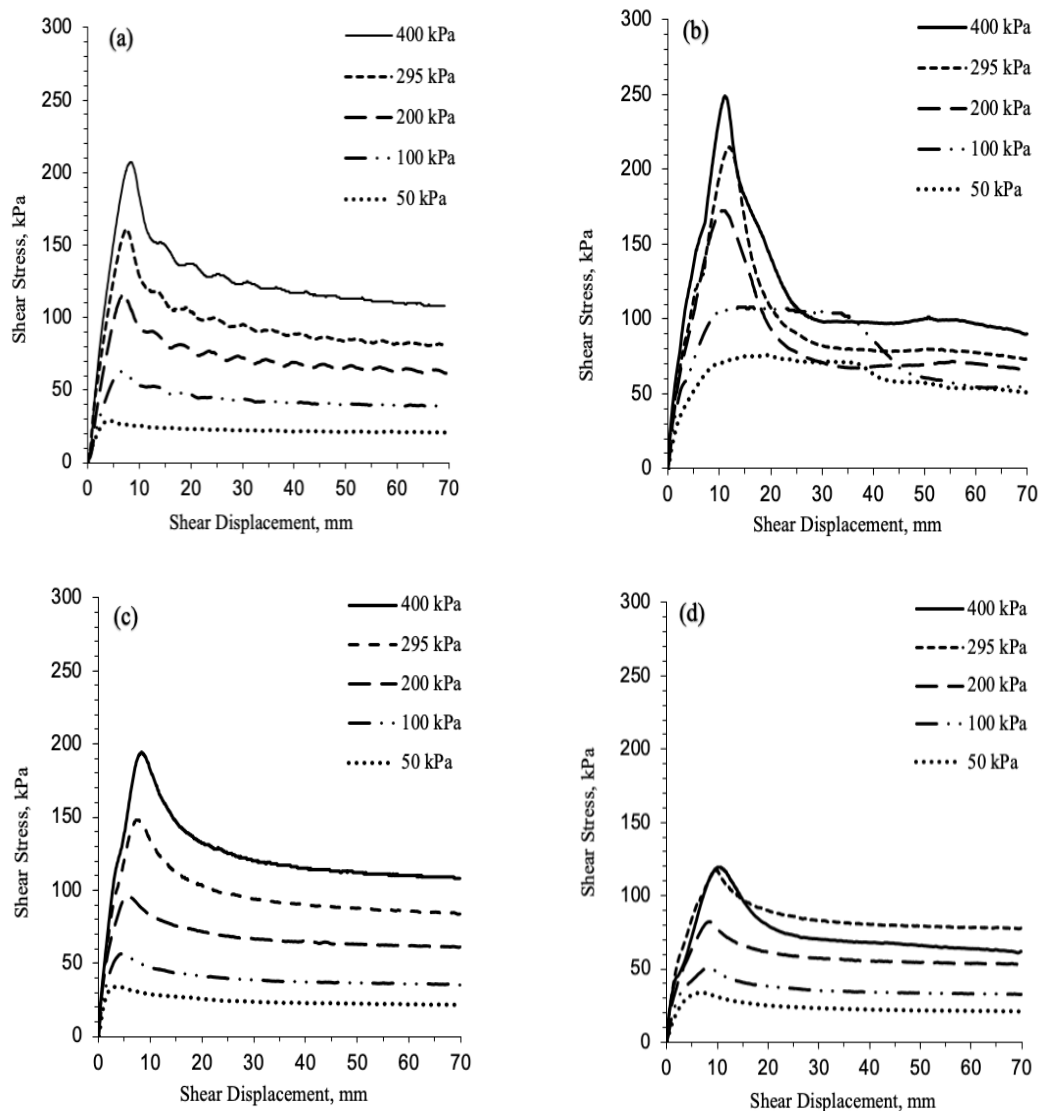 (a)
400 kPa
295 kPa
200 kPa
100 kPa
50 kPa
300
250
200
150
100
50
0
Shear Stress, kPa
0 10 20 30 40 50 60 70
Shear Displacement, mm
(b)
400 kPa
295 kPa
200 kPa
100 kPa
50 kPa
300
250
200
150
100
50
0
Shear Stress, kPa
0 10 20 30 40 50 60 70
Shear Displacement, mm
(c)
400 kPa
295 kPa
200 kPa
100 kPa
50 kPa
300
250
200
150
100
50
0
Shear Stress, kPa
0 10 20 30 40 50 60 70
Shear Displacement, mm
(d)
400 kPa
295 kPa
200 kPa
100 kPa
50 kPa
300
250
200
150
100
50
0
Shear Stress, kPa
0 10 20 30 40 50 60 70
Shear Displacement, mm